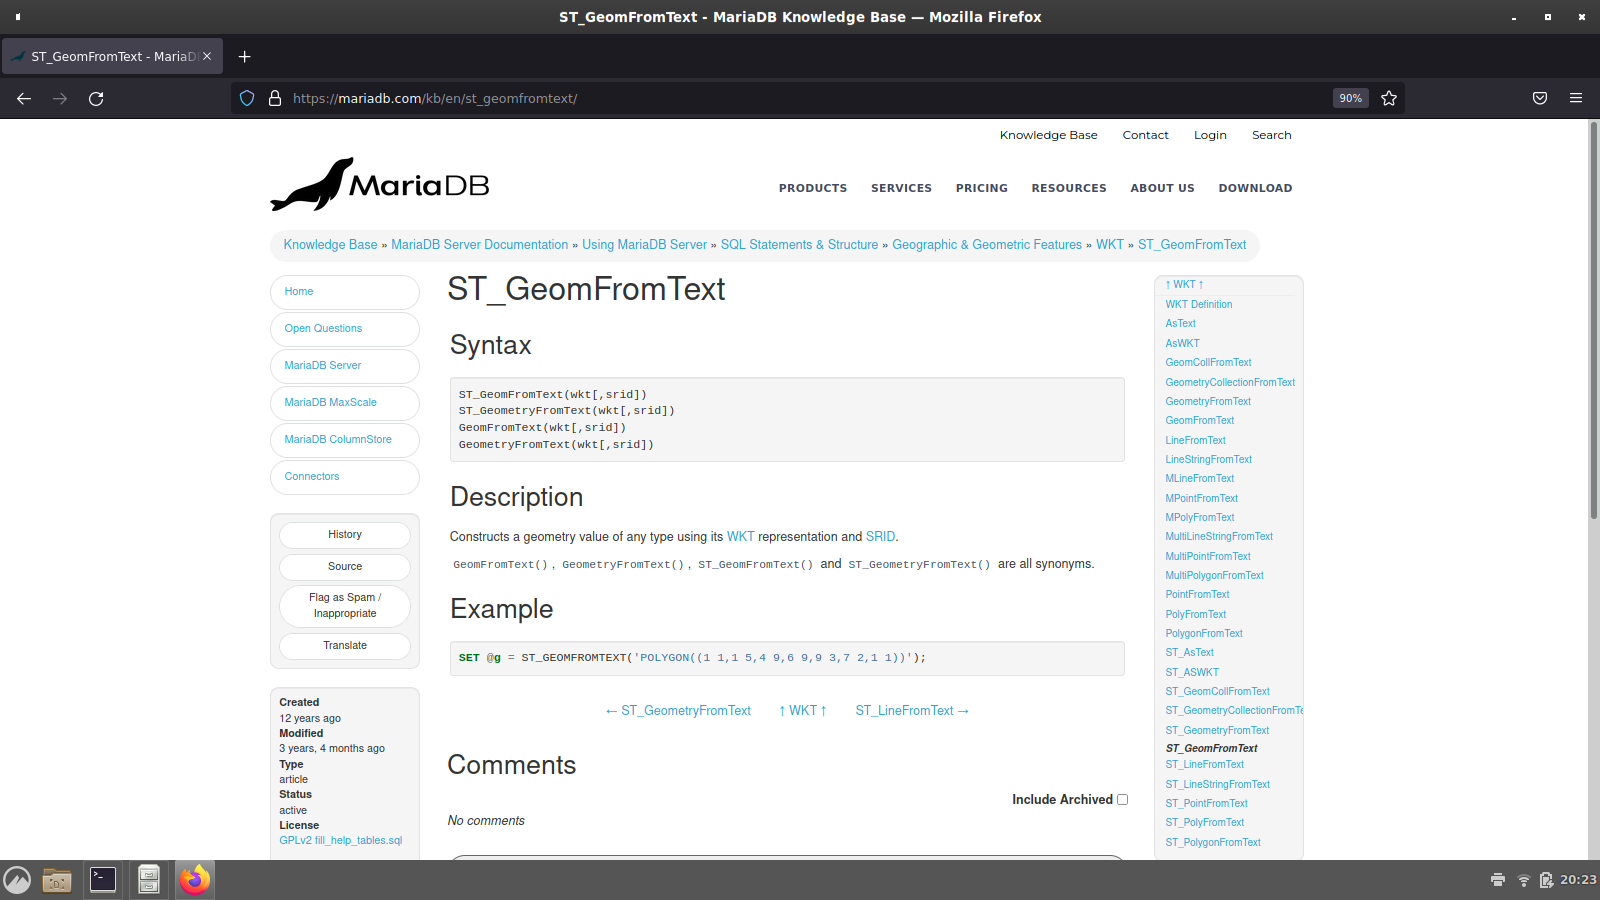 ST_GeomFromText - MariaDB Knowledge Base — Mozilla Firefox
ST_GeomFromText - MariaD
https://mariadb.com/kb/en/st_geomfromtext/
90%
Knowledge Base Contact Login Search
MariaDB
PRODUCTS SERVICES PRICING RESOURCES ABOUT US DOWNLOAD
Knowledge Base » MariaDB Server Documentation » Using MariaDB Server » SQL Statements & Structure » Geographic & Geometric Features » WKT » ST_GeomFromText
Home
Open Questions
MariaDB Server
MariaDB MaxScale
MariaDB ColumnStore
Connectors
History
Source
Flag as Spam /
Inappropriate
Translate
Created
12 years ago
Modified
3 years, 4 months ago
Type
article
Status
active
License
GPLv2 fill_help_tables.sql
ST_GeomFromText
Syntax
ST_GeomFromText(wkt[,srid])
ST_GeometryFromText(wkt[,srid])
GeomFromText(wkt[,srid])
GeometryFromText(wkt[,srid])
Description
Constructs a geometry value of any type using its WKT representation and SRID.
GeomFromText(), GeometryFromText(), ST_GeomFromText() and ST_GeometryFromText() are all synonyms.
Example
SET @g = ST_GEOMFROMTEXT('POLYGON((1 1,1 5,4 9,6 9,9 3,7 2,1 1))');
← ST_GeometryFromText ↑ WKT ↑ ST_LineFromText →
Comments
Include Archived
No comments
↑ WKT ↑
WKT Definition
AsText
AsWKT
GeomCollFromText
GeometryCollectionFromText
GeometryFromText
GeomFromText
LineFromText
LineStringFromText
MLineFromText
MPointFromText
MPolyFromText
MultiLineStringFromText
MultiPointFromText
MultiPolygonFromText
PointFromText
PolyFromText
PolygonFromText
ST_AsText
ST_ASWKT
ST_GeomCollFromText
ST_GeometryCollectionFromTe
ST_GeometryFromText
ST_GeomFromText
ST_LineFromText
ST_LineStringFromText
ST_PointFromText
ST_PolyFromText
ST_PolygonFromText
20:23